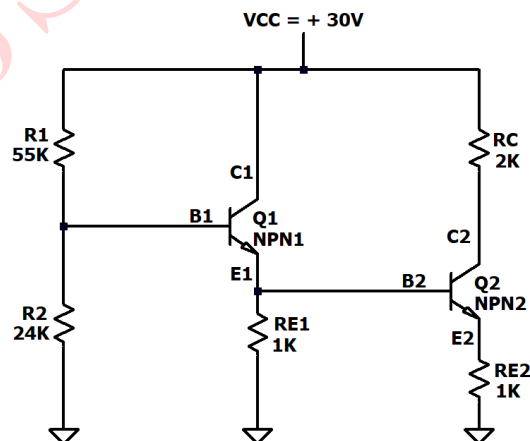 VCC = + 30V
R1
55K
RC
2K
C1
B1
Q1
NPN1
C2
E1
B2
Q2
NPN2
R2
24K
RE1
1K
E2
RE2
1K